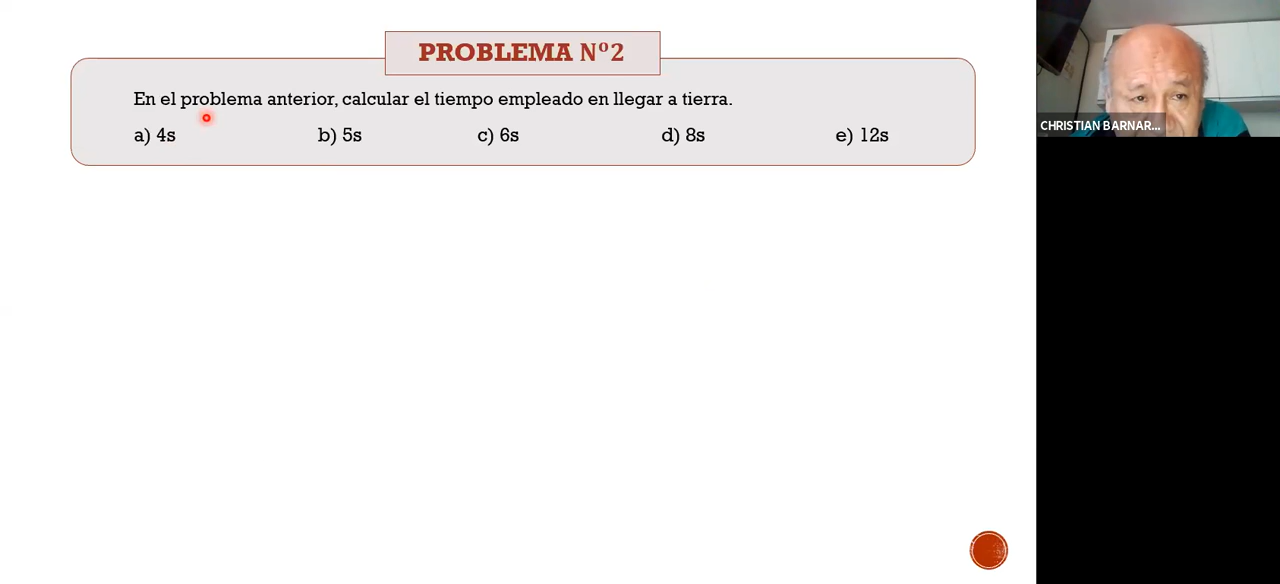 PROBLEMA Nº2
En el problema anterior, calcular el tiempo empleado en llegar a tierra.
a) 4s b) 5s c) 6s d) 8s e) 12s
CHRISTIAN BARNAR...